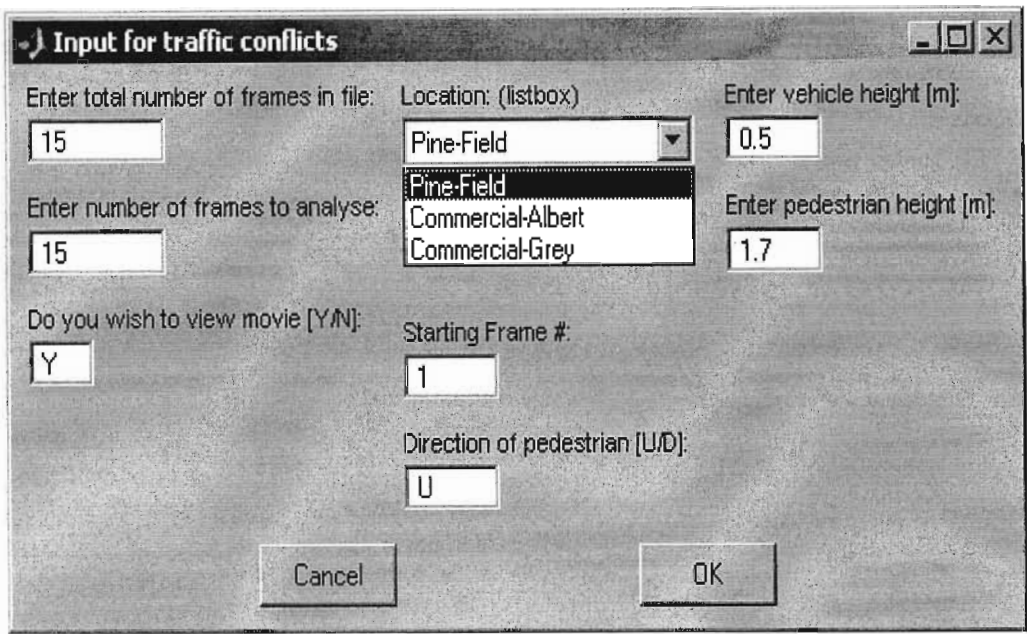 Input for traffic conflicts
Enter total number of frames in file:
15
Enter number of frames to analyse:
15
Do you wish to view movie [Y/N]:
Y
Location: (listbox)
Pine-Field
Pine-Field
Commercial-Albert
Commercial-Grey
Starting Frame #:
1
Direction of pedestrian [U/D]:
U
Enter vehicle height [m]:
0.5
Enter pedestrian height [m]:
1.7
Cancel
OK